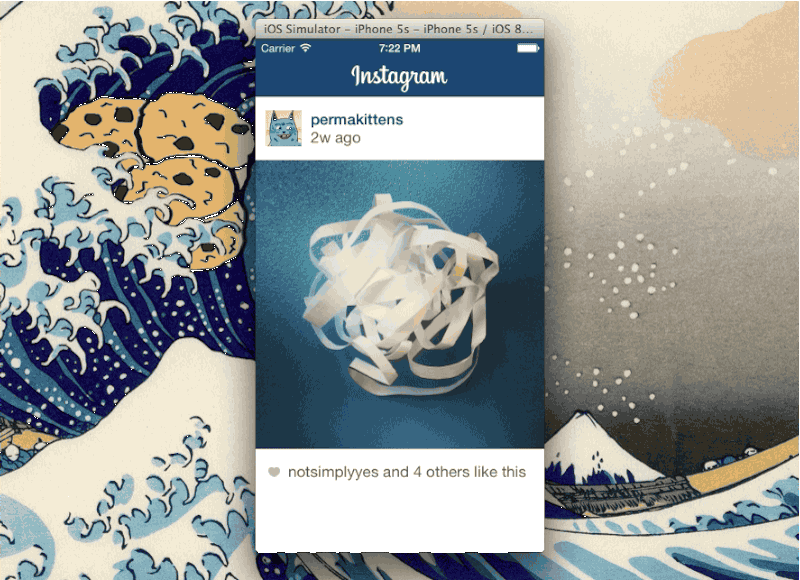 iOS Simulator – iPhone 5s – iPhone 5s / iOS 8...
Carrier 7:22 PM
Instagram
permakittens
2w ago
notsimplyyes and 4 others like this